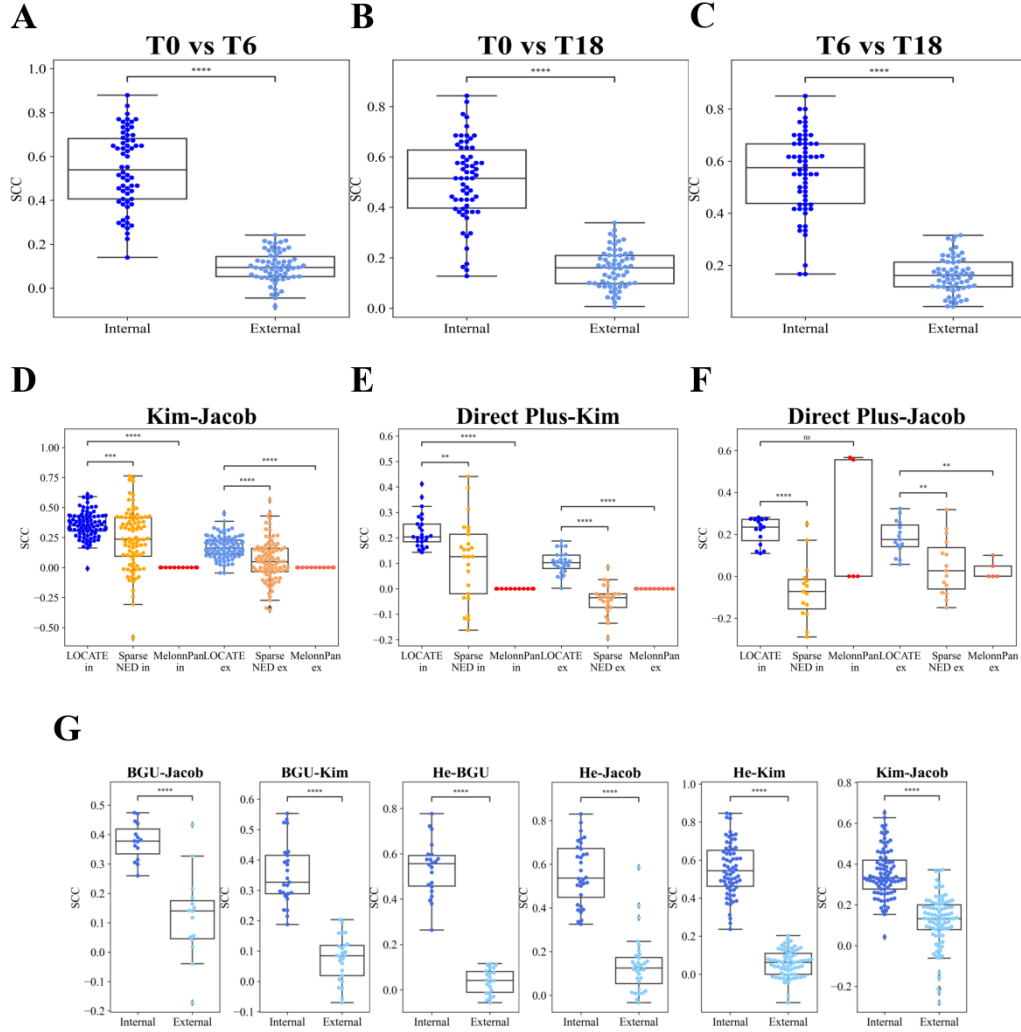 A
B
C
T0 vs T6
T0 vs T18
T6 vs T18
1.0
0.8
0.6
0.4
0.2
0.0
SCC
****
Internal
External
0.8
0.6
0.4
0.2
0.0
SCC
****
Internal
External
0.8
0.6
0.4
0.2
SCC
****
Internal
External
D
E
F
Kim-Jacob
Direct Plus-Kim
Direct Plus-Jacob
1.00
0.75
0.50
0.25
0.00
−0.25
−0.50
SCC
****
***
****
****
LOCATE in
Sparse NED in
MelonnPan in
LOCATE ex
Sparse NED ex
MelonnPan ex
0.6
0.5
0.4
0.3
0.2
0.1
0.0
−0.1
−0.2
SCC
****
**
****
****
LOCATE in
Sparse NED in
MelonnPan in
LOCATE ex
Sparse NED ex
MelonnPan ex
0.6
0.4
0.2
0.0
−0.2
SCC
ns
****
**
**
LOCATE in
Sparse NED in
MelonnPan in
LOCATE ex
Sparse NED ex
MelonnPan ex
G
BGU-Jacob
BGU-Kim
He-BGU
He-Jacob
He-Kim
Kim-Jacob
0.5
0.4
0.3
0.2
0.1
0.0
−0.1
−0.2
SCC
****
Internal
External
0.6
0.5
0.4
0.3
0.2
0.1
0.0
−0.1
SCC
****
Internal
External
0.8
0.6
0.4
0.2
0.0
SCC
****
Internal
External
0.8
0.6
0.4
0.2
0.0
SCC
****
Internal
External
1.0
0.8
0.6
0.4
0.2
0.0
−0.2
SCC
****
Internal
External
0.8
0.6
0.4
0.2
0.0
−0.2
SCC
****
Internal
External